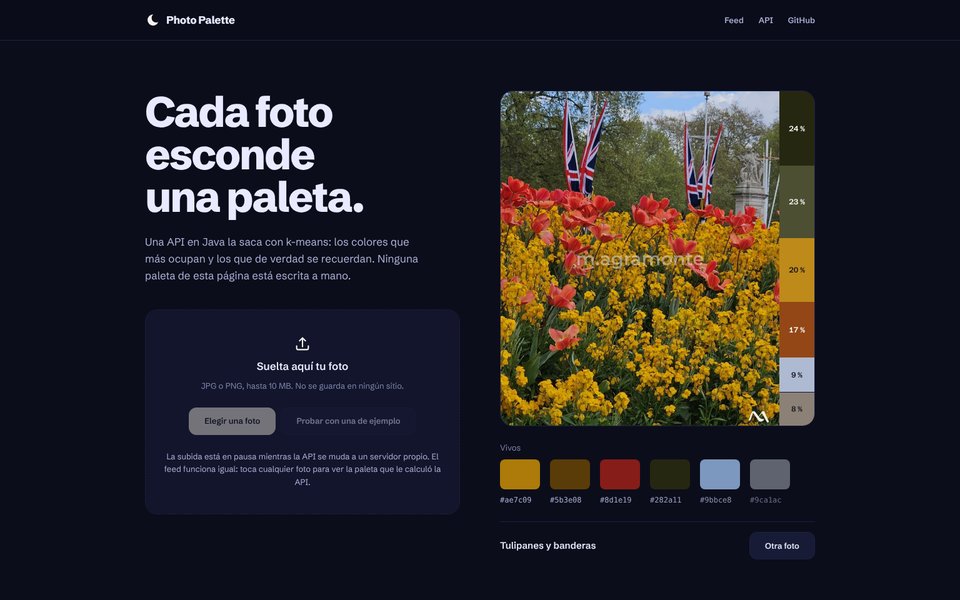 Photo Palette
Feed API GitHub
Cada foto
esconde
una paleta.
Una API en Java la saca con k-means: los colores que
más ocupan y los que de verdad se recuerdan. Ninguna
paleta de esta página está escrita a mano.
Suelta aquí tu foto
JPG o PNG, hasta 10 MB. No se guarda en ningún sitio.
Elegir una foto
Probar con una de ejemplo
La subida está en pausa mientras la API se muda a un servidor propio. El
feed funciona igual: toca cualquier foto para ver la paleta que le calculó la
API.
m.agramonte
24 %
23 %
20 %
17 %
9 %
8 %
Vivos
#ae7c09 #5b3e08 #8d1e19 #282a11 #9bbce8 #9ca1ac
Tulipanes y banderas
Otra foto